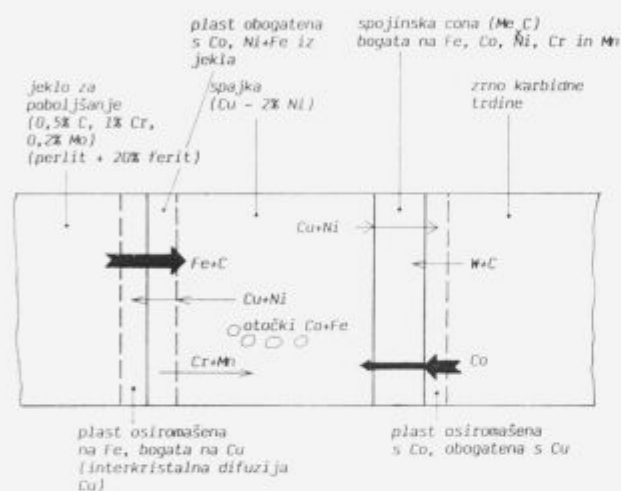 plast obogatena
s Co, Ni+Fe iz
jekla
spojinska cona (MexC)
bogata na Fe, Co, Ni, Cr in Mn
jeklo za
poboljšanje
(0,5% C, 1% Cr,
0,2% Mo)
(perlit + 20% ferit)
spajka
(Cu - 2% Ni)
zrno karbidne
trdine
Cu+Ni
Fe+C
W+C
Cu+Ni
otočki Co+Fe
Cr+Mn
Co
plast osiromašena
na Fe, bogata na Cu
(interkristalna difuzija
Cu)
plast osiromašena
s Co, obogatena s Cu